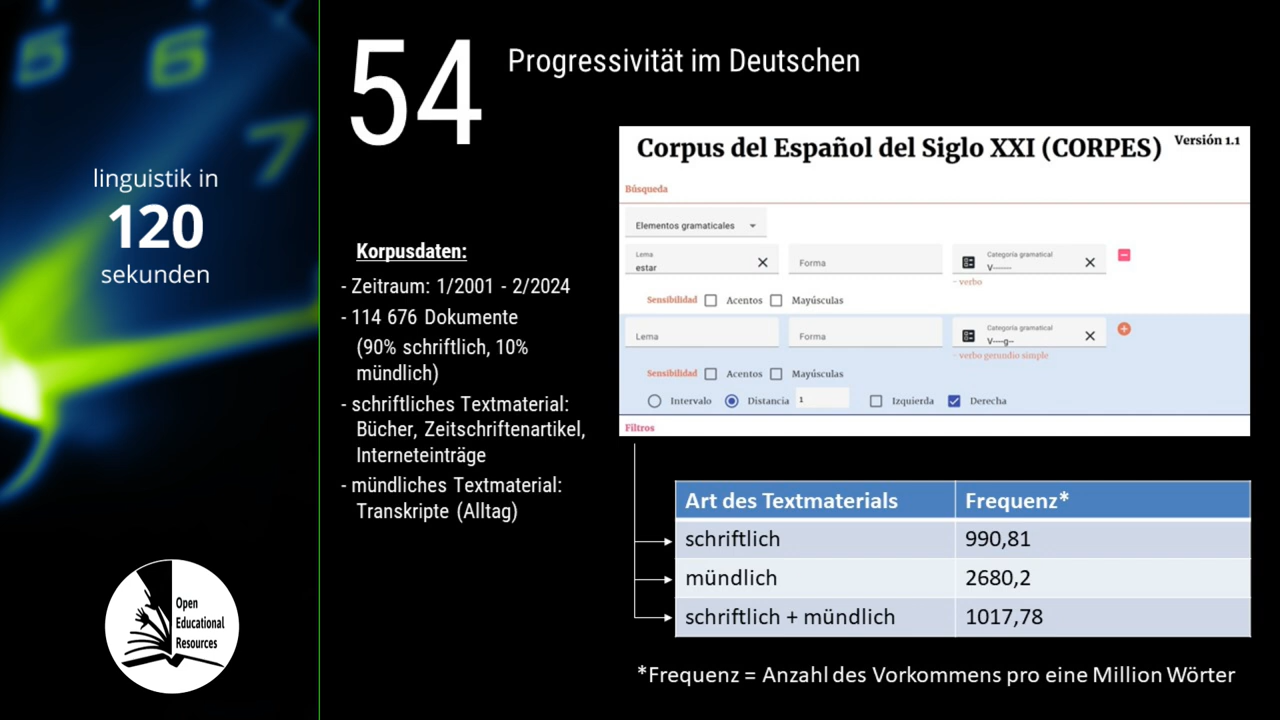 5 6
7
linguistik in
120
sekunden
Open
Educational
Resources
54
Progressivität im Deutschen
Korpusdaten:
- Zeitraum: 1/2001 - 2/2024
- 114 676 Dokumente
(90% schriftlich, 10%
mündlich)
- schriftliches Textmaterial:
Bücher, Zeitschriftenartikel,
Interneteinträge
- mündliches Textmaterial:
Transkripte (Alltag)
Corpus del Español del Siglo XXI (CORPES) Versión 1.1
Búsqueda
Elementos gramaticales
Lema
estar
Forma
Categoría gramatical
V-------
- verbo
Sensibilidad Acentos Mayúsculas
Lema
Forma
Categoría gramatical
V----g--
- verbo gerundio simple
Sensibilidad Acentos Mayúsculas
Intervalo Distancia 1 Izquierda Derecha
Filtros
Art des Textmaterials Frequenz*
schriftlich 990,81
mündlich 2680,2
schriftlich + mündlich 1017,78
*Frequenz = Anzahl des Vorkommens pro eine Million Wörter